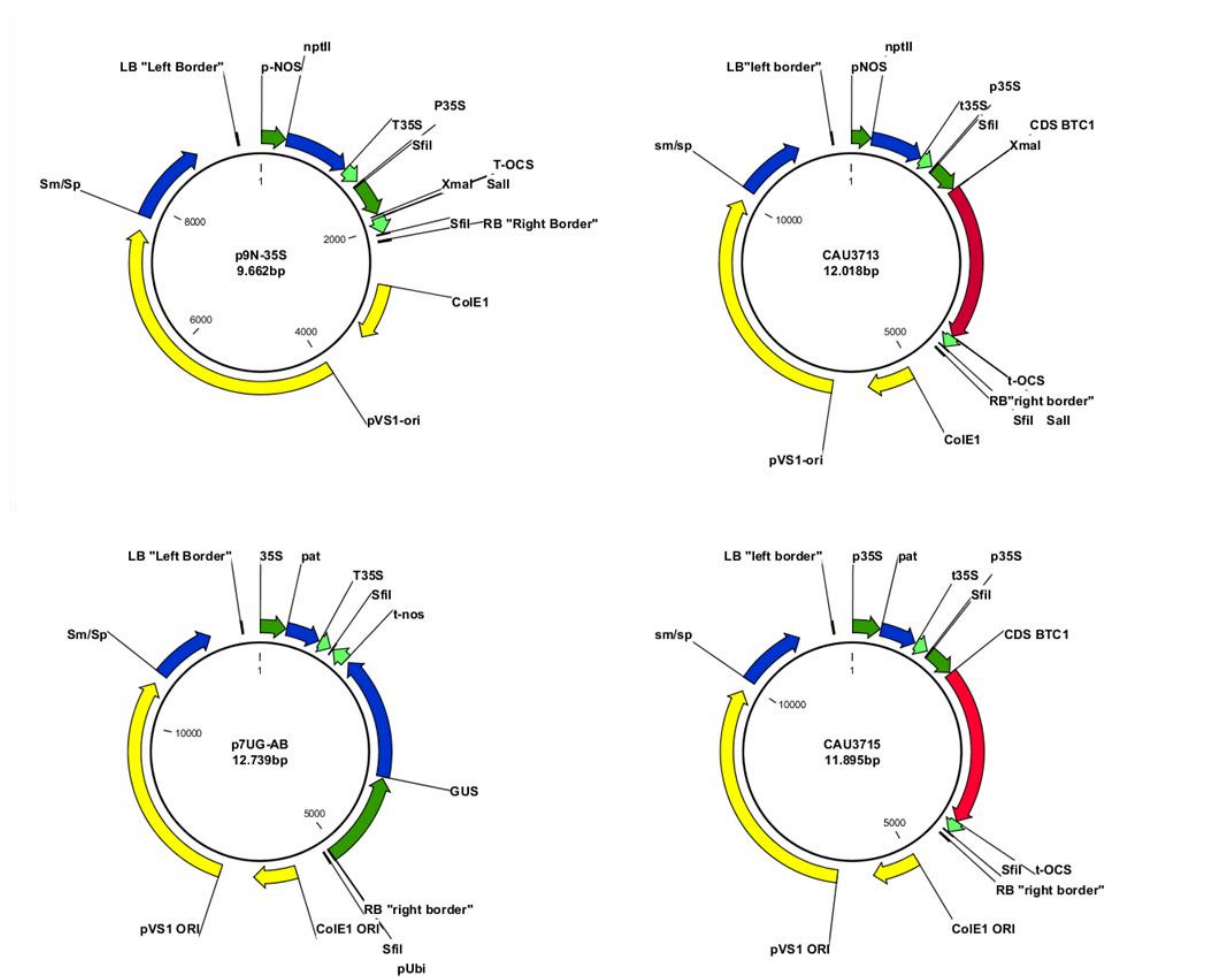 nptII
LB "Left Border"
p-NOS
P35S
T35S
SfiI
T-OCS
XmaI
SalI
Sm/Sp
8000
1
2000
SfiI
RB "Right Border"
p9N-35S
9.662bp
ColE1
6000
4000
pVS1-ori
nptII
LB"left border"
pNOS
p35S
t35S
SfiI
CDS BTC1
XmaI
sm/sp
1
10000
CAU3713
12.018bp
5000
t-OCS
RB"right border"
SfiI
SalI
ColE1
pVS1-ori
LB "Left Border"
35S
pat
T35S
SfiI
t-nos
Sm/Sp
1
10000
p7UG-AB
12.739bp
GUS
5000
RB "right border"
pVS1 ORI
ColE1 ORI
SfiI
pUbi
LB "left border"
p35S
pat
p35S
t35S
SfiI
CDS BTC1
sm/sp
1
10000
CAU3715
11.895bp
5000
SfiI
t-OCS
RB "right border"
ColE1 ORI
pVS1 ORI